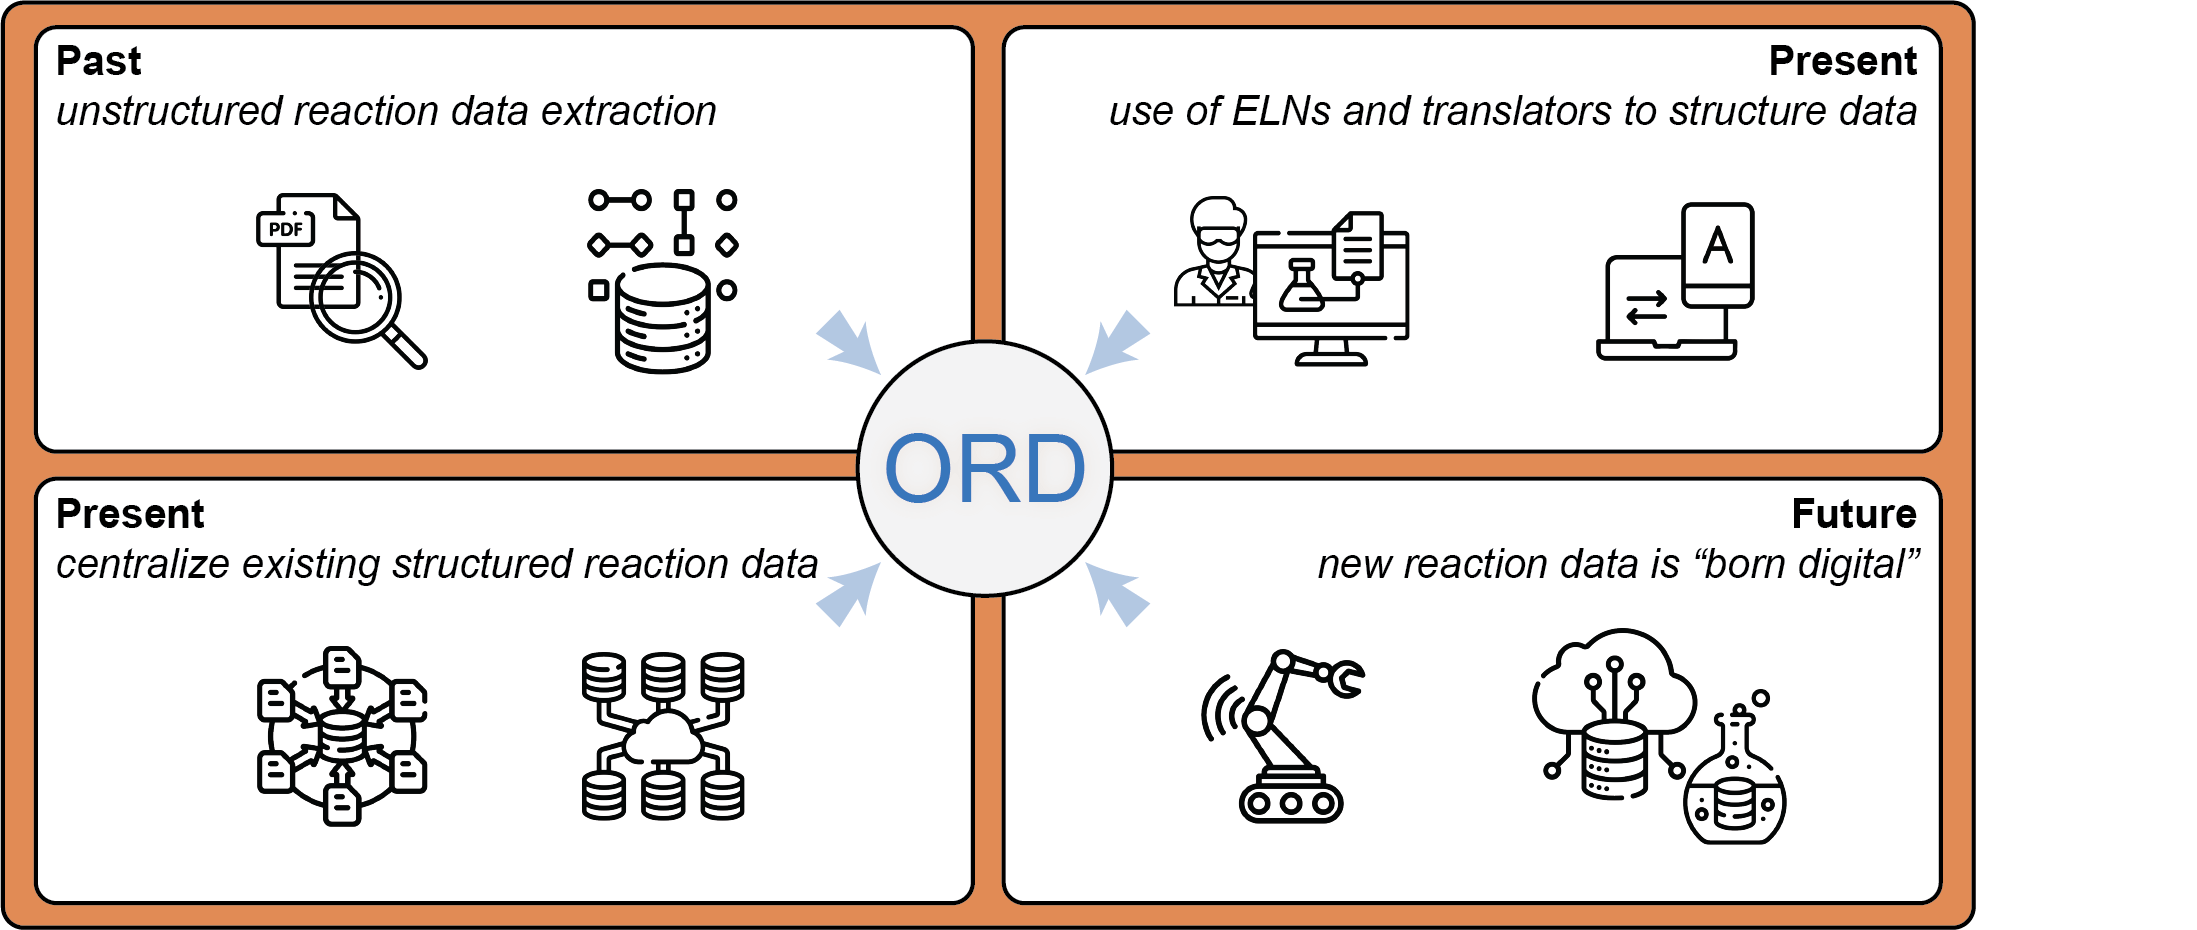 Past
unstructured reaction data extraction
PDF
Present
use of ELNs and translators to structure data
A
ORD
Present
centralize existing structured reaction data
Future
new reaction data is “born digital”